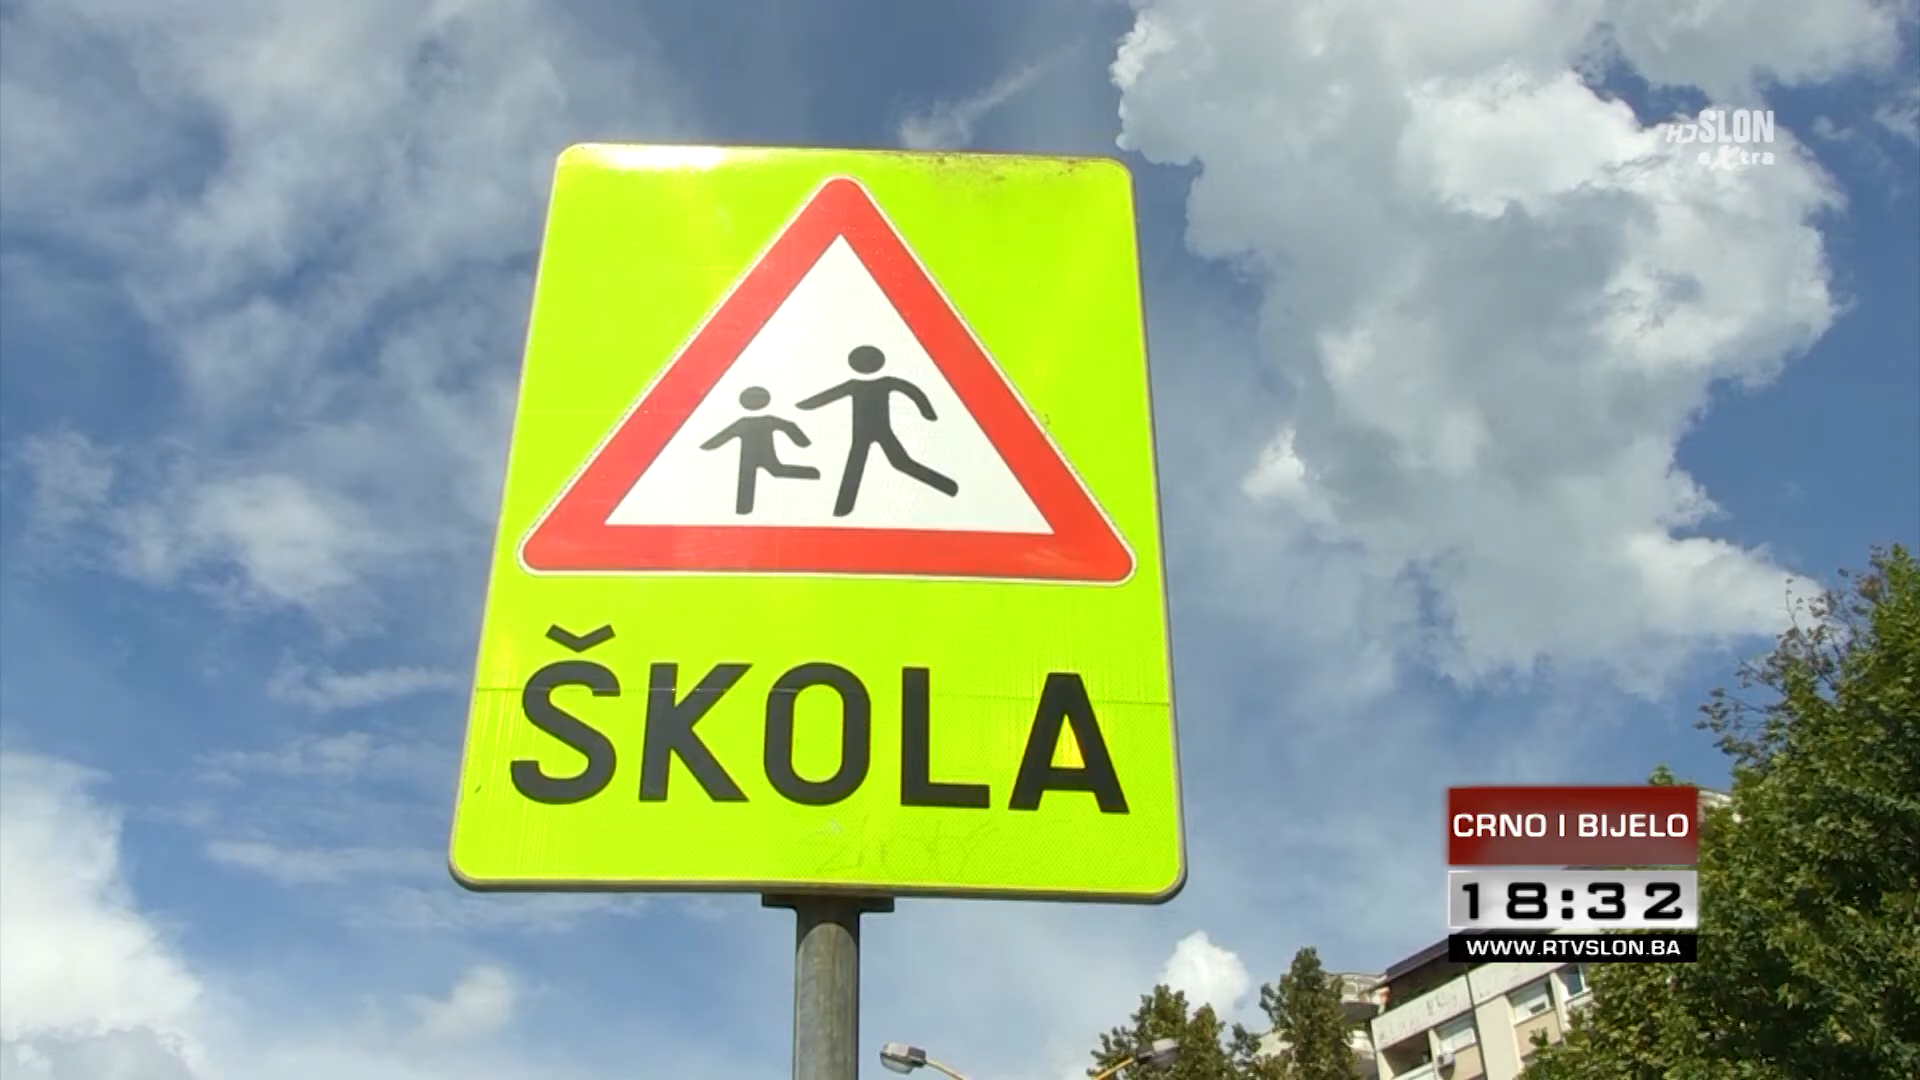 HD SLON
extra
ŠKOLA
CRNO I BIJELO
18:32
WWW.RTVSLON.BA